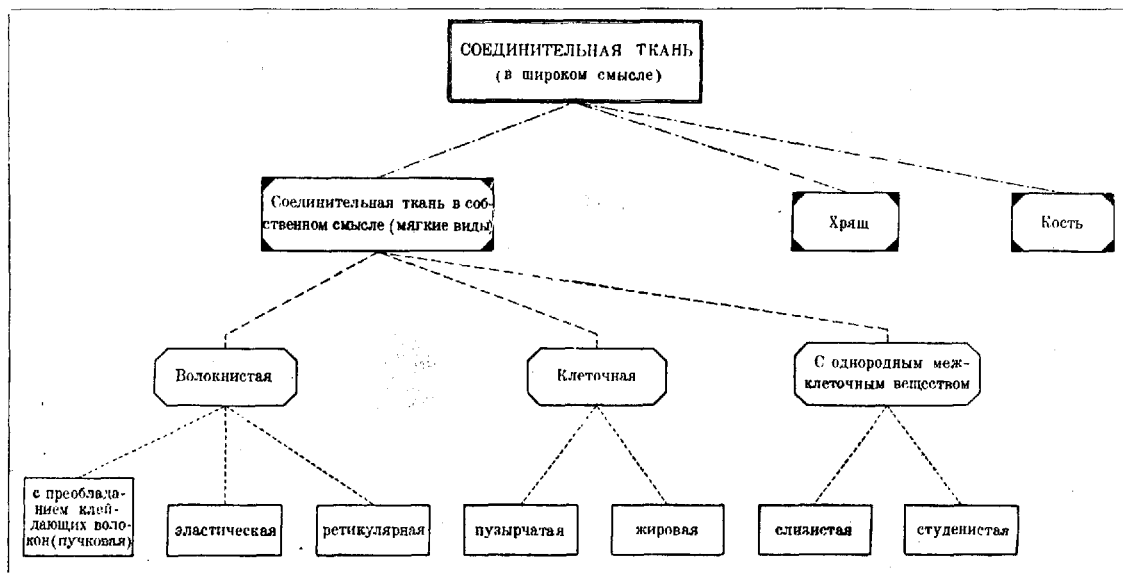 СОЕДИНИТЕЛЬНАЯ ТКАНЬ
(в широком смысле)
Соединительная ткань в соб-
ственном смысле (мягкие виды)
Хрящ
Кость
Волокнистая
Клеточная
С однородным меж-
клеточным веществом
с преоблада-
нием клей-
дающих воло-
кон (пучковая)
эластическая
ретикулярная
пузырчатая
жировая
слизистая
студенистая